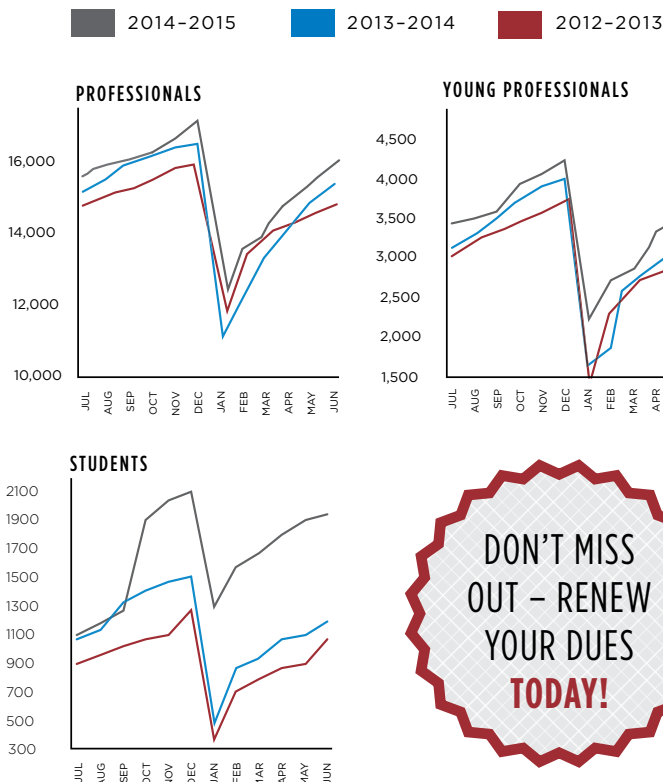 2014–2015 2013–2014 2012–2013
PROFESSIONALS
16,000
14,000
12,000
10,000
JUL AUG SEP OCT NOV DEC JAN FEB MAR APR MAY JUN
YOUNG PROFESSIONALS
4,500
4,000
3,500
3,000
2,500
2,000
1,500
JUL AUG SEP OCT NOV DEC JAN FEB MAR APR
STUDENTS
2100
1900
1700
1500
1300
1100
900
700
500
300
JUL AUG SEP OCT NOV DEC JAN FEB MAR APR MAY JUN
DON'T MISS
OUT – RENEW
YOUR DUES
TODAY!